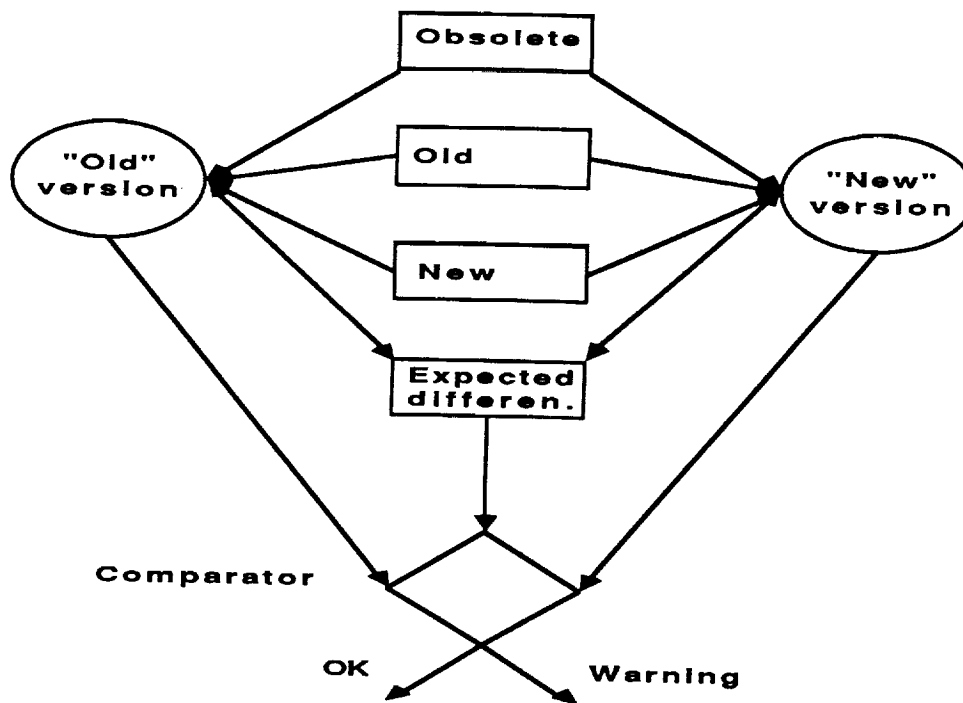 Obsolete
"Old"
version
Old
"New"
version
New
Expected
differen.
Comparator
OK
Warning